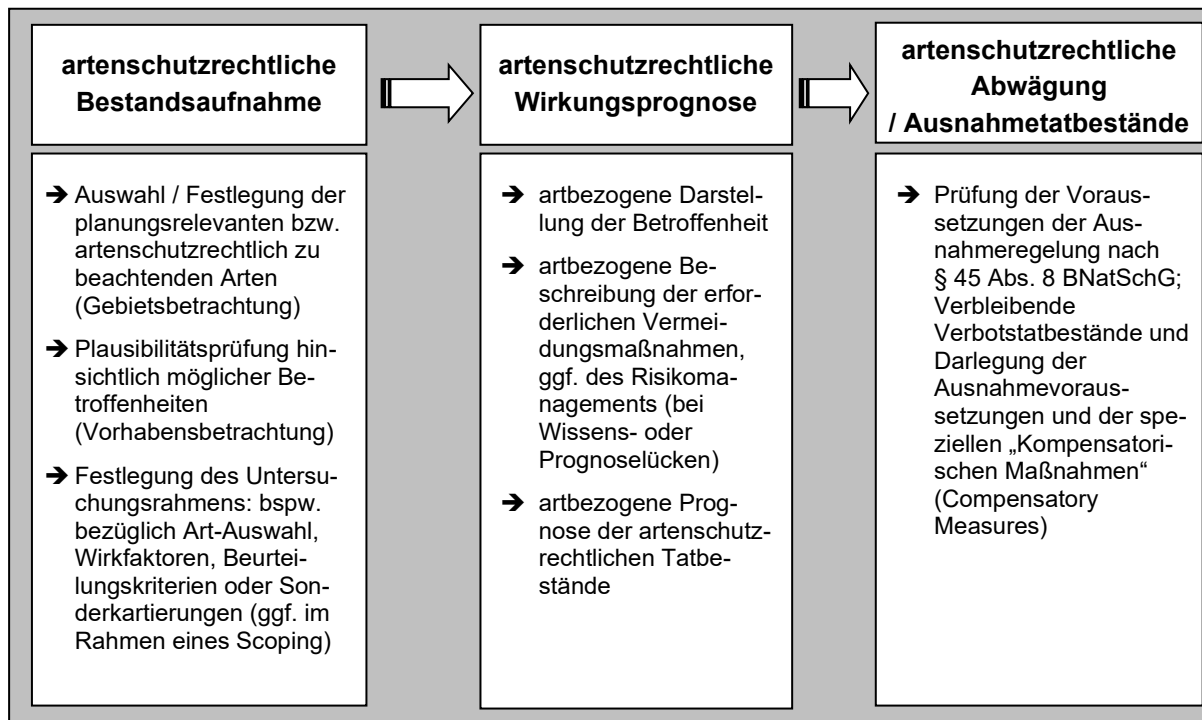 artenschutzrechtliche
Bestandsaufnahme
➔ Auswahl / Festlegung der
planungsrelevanten bzw.
artenschutzrechtlich zu
beachtenden Arten
(Gebietsbetrachtung)
➔ Plausibilitätsprüfung hin-
sichtlich möglicher Be-
troffenheiten
(Vorhabensbetrachtung)
➔ Festlegung des Untersu-
chungsrahmens: bspw.
bezüglich Art-Auswahl,
Wirkfaktoren, Beurtei-
lungskriterien oder Son-
derkartierungen (ggf. im
Rahmen eines Scoping)
artenschutzrechtliche
Wirkungsprognose
➔ artbezogene Darstel-
lung der Betroffenheit
➔ artbezogene Be-
schreibung der erfor-
derlichen Vermei-
dungsmaßnahmen,
ggf. des Risikoma-
nagements (bei
Wissens- oder
Prognoselücken)
➔ artbezogene Prog-
nose der artenschutz-
rechtlichen Tatbe-
stände
artenschutzrechtliche
Abwägung
/ Ausnahmetatbestände
➔ Prüfung der Voraus-
setzungen der Aus-
nahmeregelung nach
§ 45 Abs. 8 BNatSchG;
Verbleibende
Verbotstatbestände und
Darlegung der
Ausnahmevoraus-
setzungen und der spe-
ziellen „Kompensatori-
schen Maßnahmen“
(Compensatory
Measures)